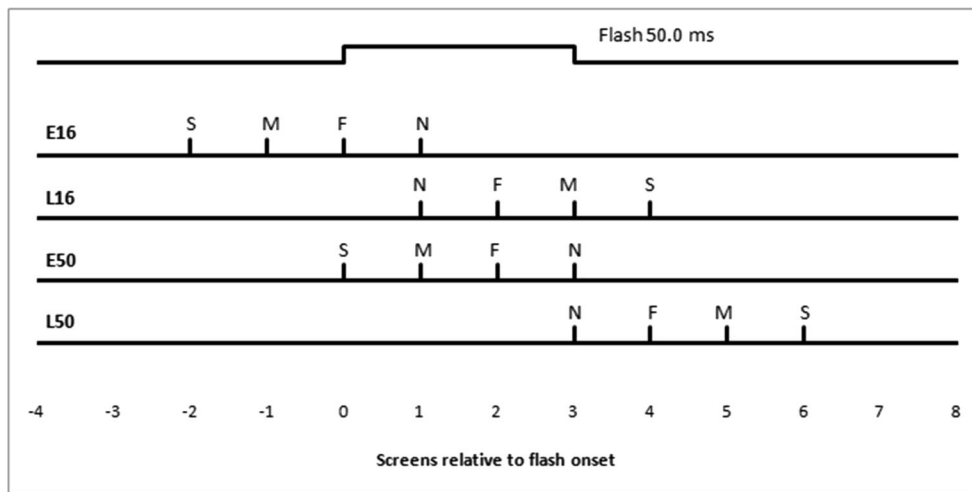 Flash 50.0 ms
S M F N
E16
N F M S
L16
S M F N
E50
N F M S
L50
-4 -3 -2 -1 0 1 2 3 4 5 6 7 8
Screens relative to flash onset